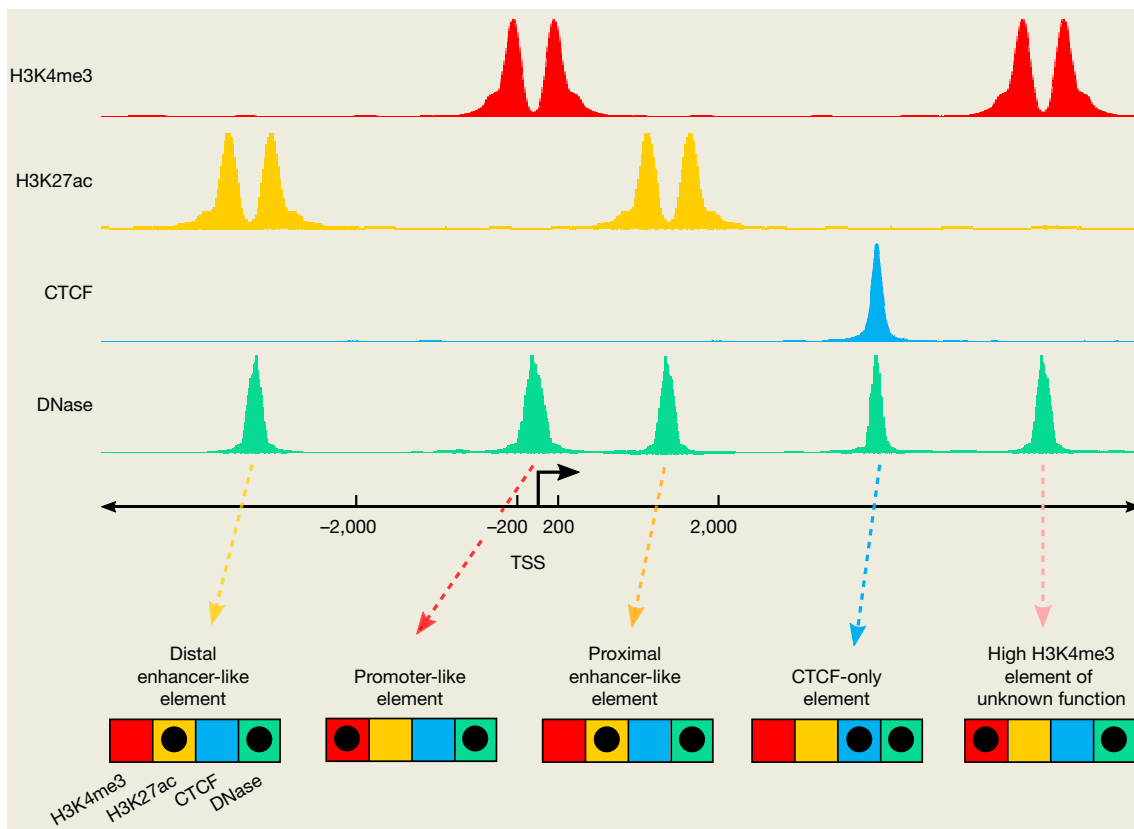 H3K4me3
H3K27ac
CTCF
DNase
–2,000
–200
200
2,000
TSS
Distal
enhancer-like
element
Promoter-like
element
Proximal
enhancer-like
element
CTCF-only
element
High H3K4me3
element of
unknown function
H3K4me3
H3K27ac
CTCF
DNase